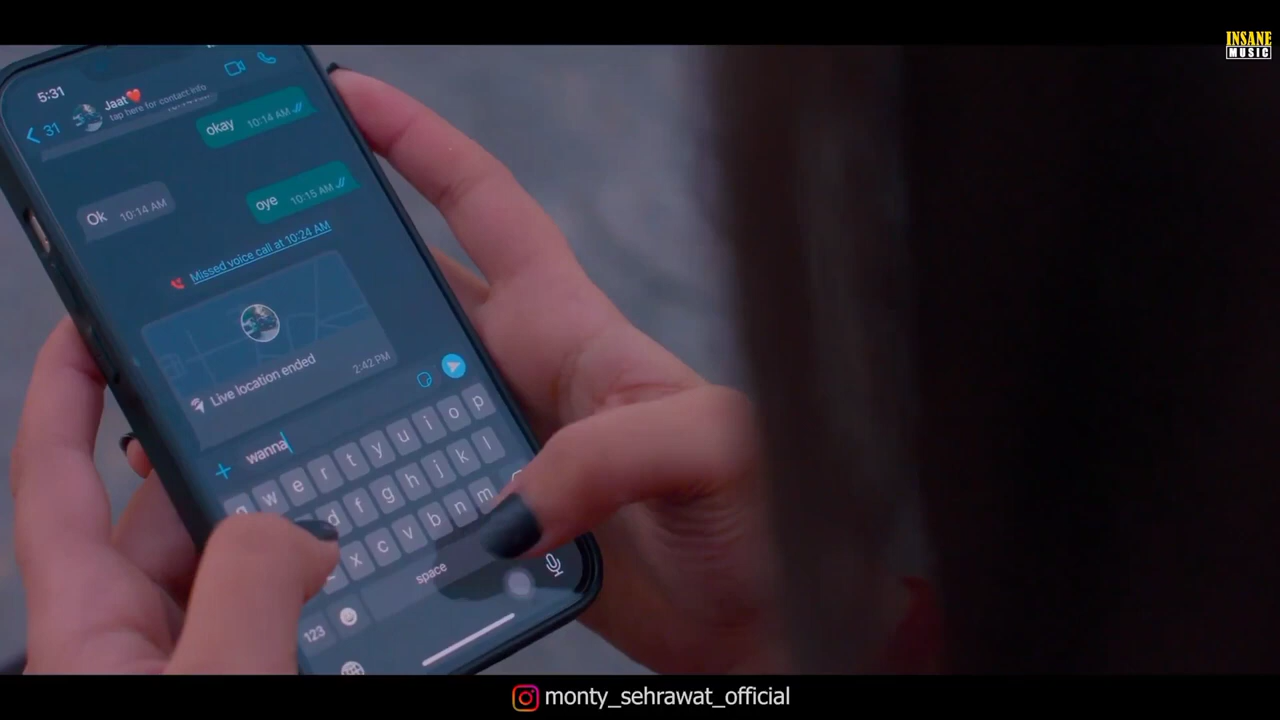 INSANE
MUSIC
5:31
31
Jaat❤️
tap here for contact info
okay 10:14 AM
Ok 10:14 AM
oye 10:15 AM
Missed voice call at 10:24 AM
Live location ended
2:42 PM
wanna
q w e r t y u i o p
d f g h j k l
x c v b n m
123
space
monty_sehrawat_official